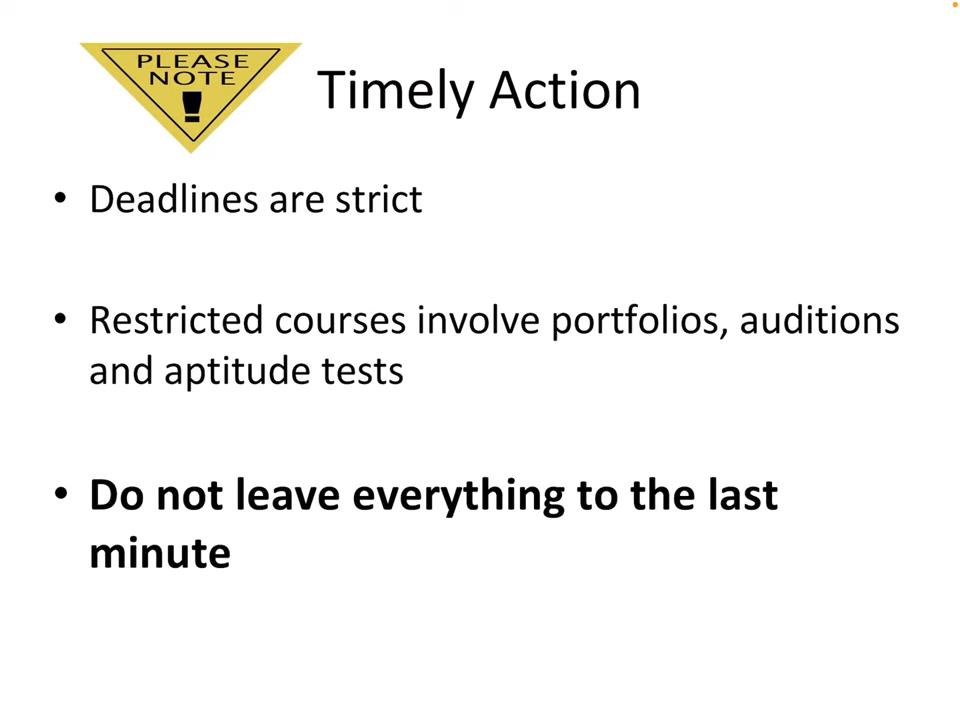 PLEASE
NOTE
!
Timely Action
• Deadlines are strict
• Restricted courses involve portfolios, auditions
and aptitude tests
• Do not leave everything to the last
minute